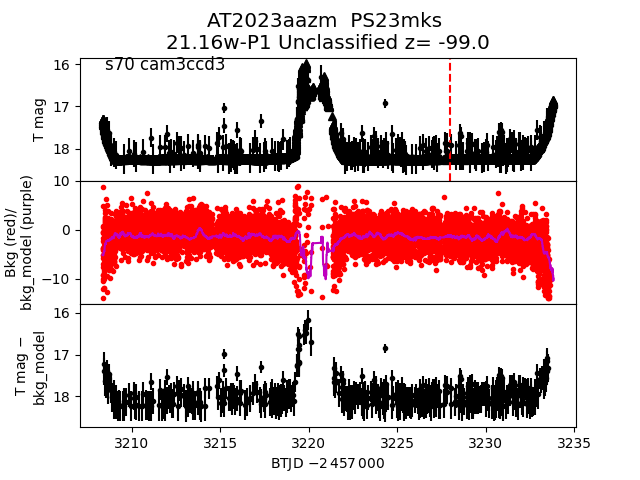 AT2023aazm  PS23mks
21.16w-P1 Unclassified z= -99.0
s70 cam3ccd3
T mag
16
17
18
Bkg (red)/
bkg_model (purple)
10
0
−10
T mag −
bkg_model
16
17
18
3210 3215 3220 3225 3230 3235
BTJD −2 457 000